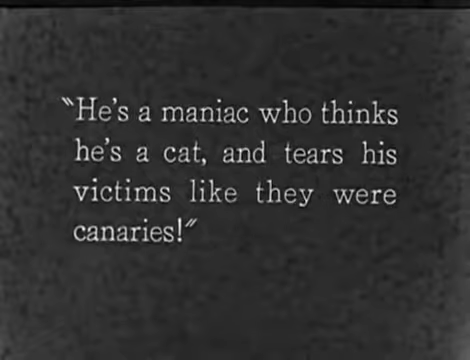 "He's a maniac who thinks
he's a cat, and tears his
victims like they were
canaries!"